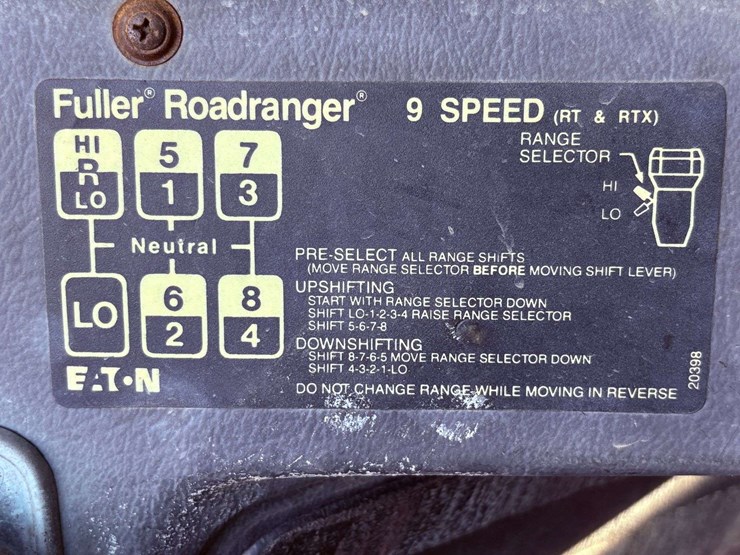 Fuller® Roadranger® 9 SPEED (RT & RTX)
HI
R
LO
5
1
7
3
Neutral
LO
6
2
8
4
RANGE
SELECTOR
HI
LO
PRE-SELECT ALL RANGE SHIFTS
(MOVE RANGE SELECTOR BEFORE MOVING SHIFT LEVER)
UPSHIFTING
START WITH RANGE SELECTOR DOWN
SHIFT LO-1-2-3-4 RAISE RANGE SELECTOR
SHIFT 5-6-7-8
DOWNSHIFTING
SHIFT 8-7-6-5 MOVE RANGE SELECTOR DOWN
SHIFT 4-3-2-1-LO
DO NOT CHANGE RANGE WHILE MOVING IN REVERSE
EATON
20398